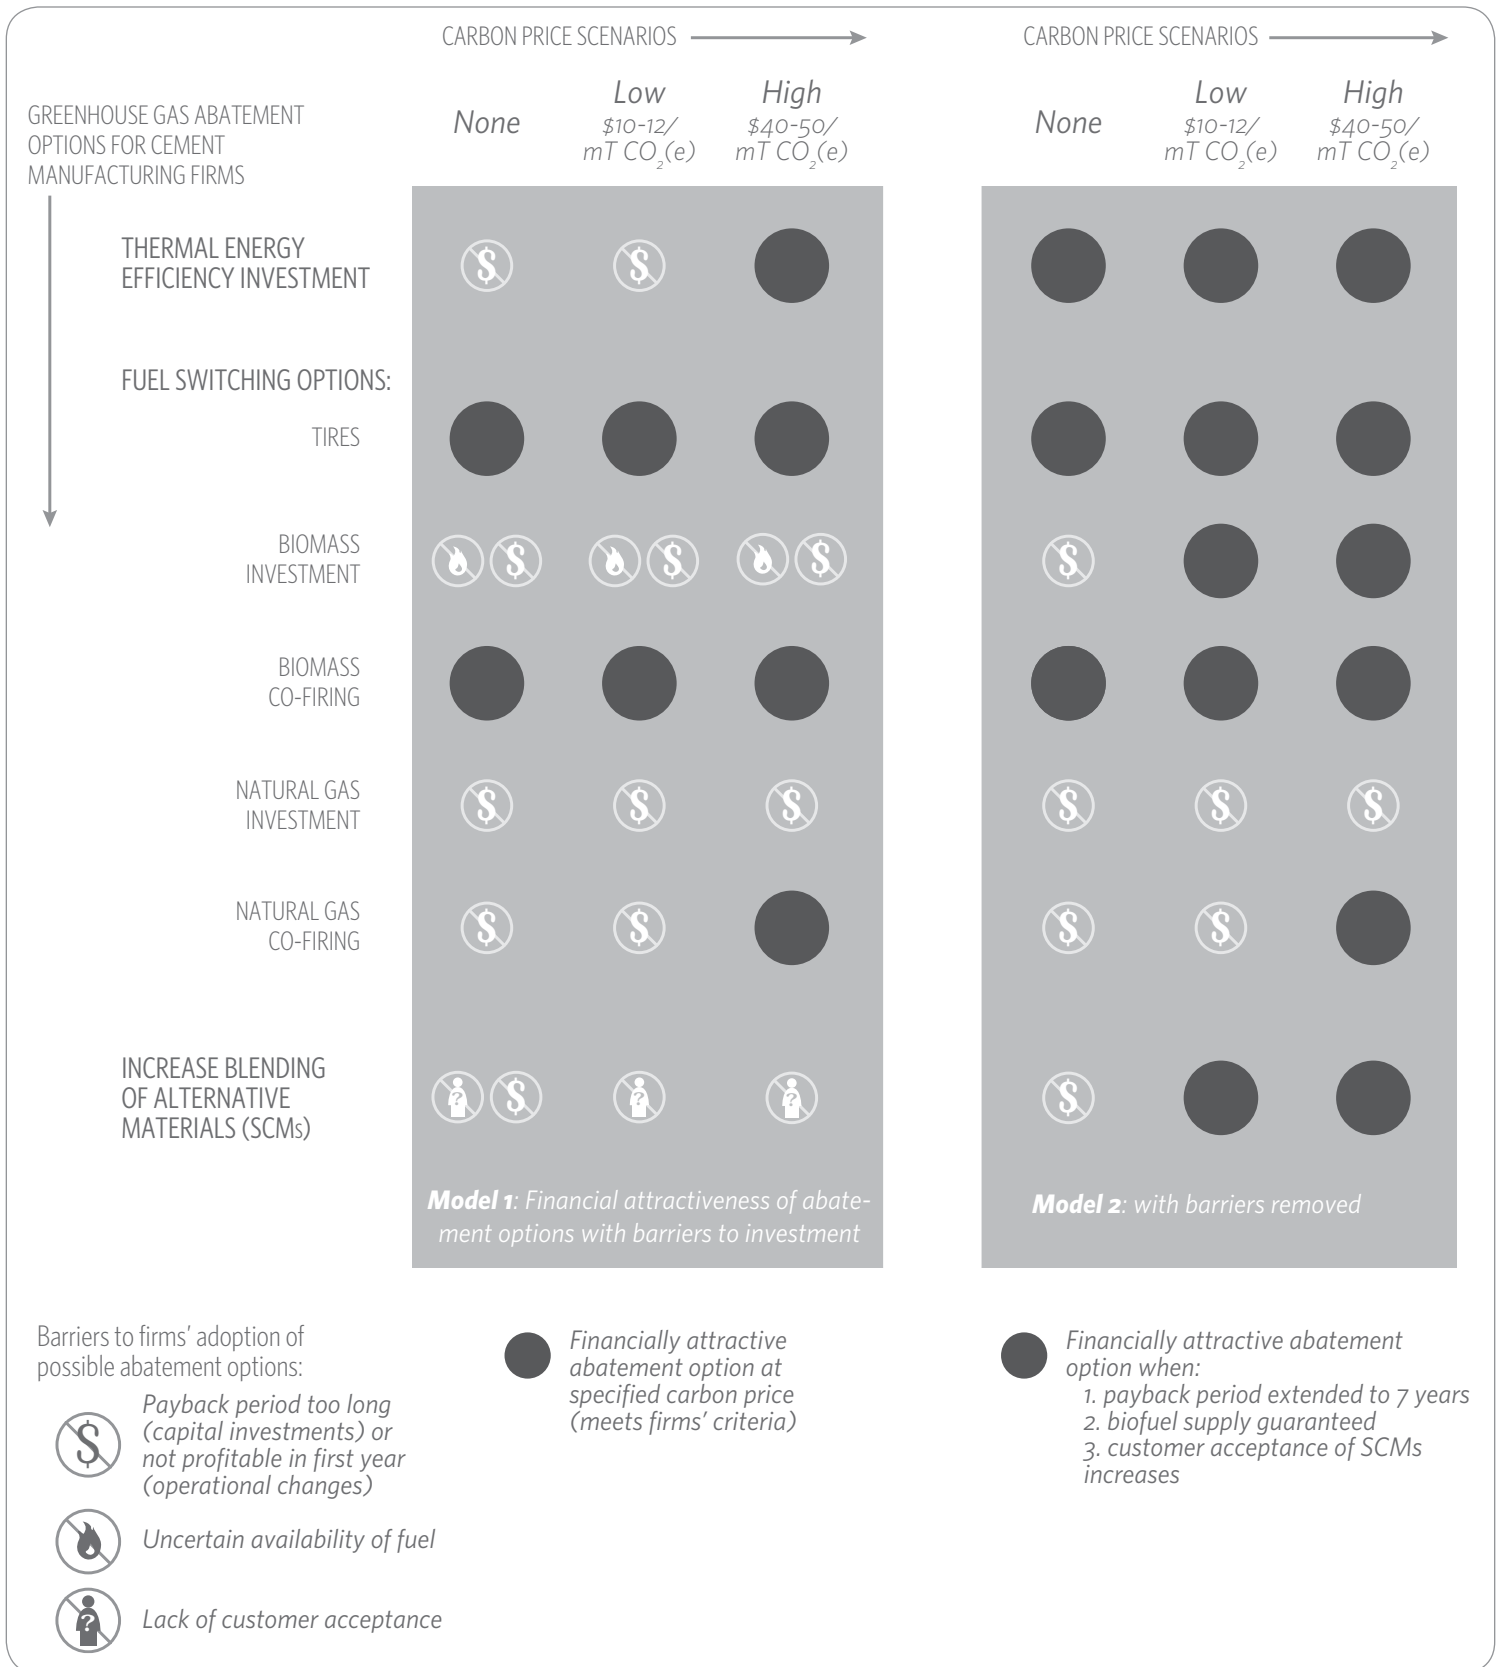 CARBON PRICE SCENARIOS
CARBON PRICE SCENARIOS
GREENHOUSE GAS ABATEMENT
OPTIONS FOR CEMENT
MANUFACTURING FIRMS
None
Low
$10-12/
mT CO₂(e)
High
$40-50/
mT CO₂(e)
None
Low
$10-12/
mT CO₂(e)
High
$40-50/
mT CO₂(e)
THERMAL ENERGY
EFFICIENCY INVESTMENT
$ $
FUEL SWITCHING OPTIONS:
TIRES
BIOMASS
INVESTMENT
$ $ $ $
BIOMASS
CO-FIRING
NATURAL GAS
INVESTMENT
$ $ $ $ $ $
NATURAL GAS
CO-FIRING
$ $ $ $
INCREASE BLENDING
OF ALTERNATIVE
MATERIALS (SCMs)
? $ ? ? $
Model 1: Financial attractiveness of abate-
ment options with barriers to investment
Model 2: with barriers removed
Barriers to firms' adoption of
possible abatement options:
$
Payback period too long
(capital investments) or
not profitable in first year
(operational changes)
Uncertain availability of fuel
?
Lack of customer acceptance
Financially attractive
abatement option at
specified carbon price
(meets firms' criteria)
Financially attractive abatement
option when:
1. payback period extended to 7 years
2. biofuel supply guaranteed
3. customer acceptance of SCMs
increases